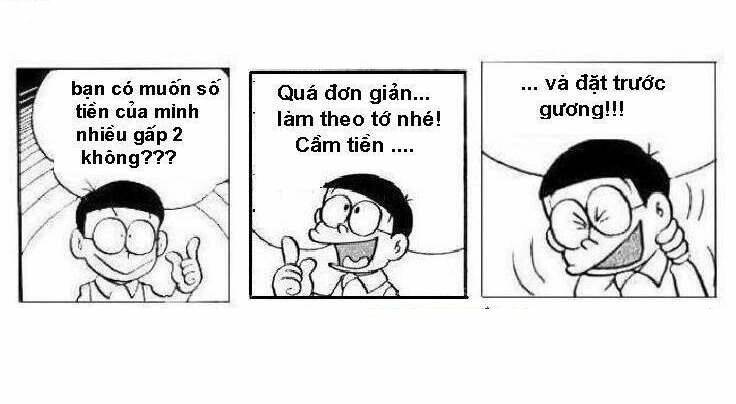 bạn có muốn số
tiền của mình
nhiều gấp 2
không???
Quá đơn giản...
làm theo tớ nhé!
Cầm tiền ....
... và đặt trước
gương!!!